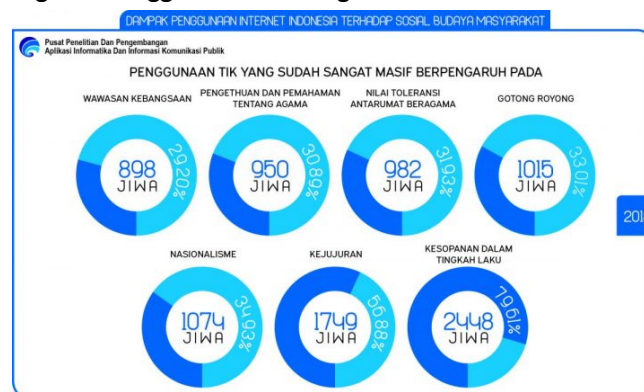 DAMPAK PENGGUNAAN INTERNET INDONESIA TERHADAP SOSIAL BUDAYA MASYARAKAT
Pusat Penelitian Dan Pengembangan
Aplikasi Informatika Dan Informasi Komunikasi Publik
PENGGUNAAN TIK YANG SUDAH SANGAT MASIF BERPENGARUH PADA
WAWASAN KEBANGSAAN
898
JIWA
29.20%
PENGETHUAN DAN PEMAHAMAN
TENTANG AGAMA
950
JIWA
30.89%
NILAI TOLERANSI
ANTARUMAT BERAGAMA
982
JIWA
31.93%
GOTONG ROYONG
1015
JIWA
33.01%
201
NASIONALISME
1074
JIWA
34.93%
KEJUJURAN
1749
JIWA
56.88%
KESOPANAN DALAM
TINGKAH LAKU
2448
JIWA
79.61%